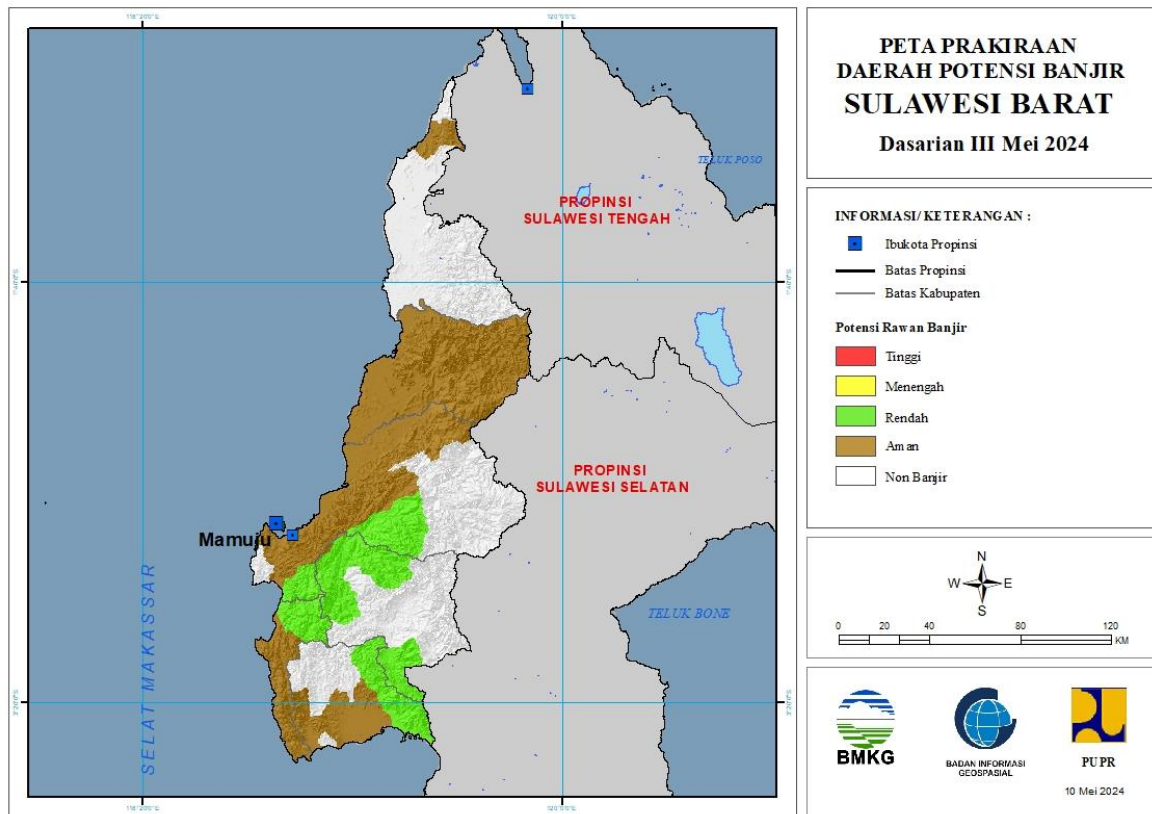 PETA PRAKIRAAN
DAERAH POTENSI BANJIR
SULAWESI BARAT
Dasarian III Mei 2024
INFORMASI/ KETERANGAN :
Ibukota Propinsi
Batas Propinsi
Batas Kabupaten
Potensi Rawan Banjir
Tinggi
Menengah
Rendah
Aman
Non Banjir
N
W
E
S
0
20
40
80
120
KM
BMKG
BADAN INFORMASI
GEOSPASIAL
PUPR
10 Mei 2024
TELUK POSO
PROPINSI
SULAWESI TENGAH
PROPINSI
SULAWESI SELATAN
Mamuju
TELUK BONE
SELAT MAKASSAR